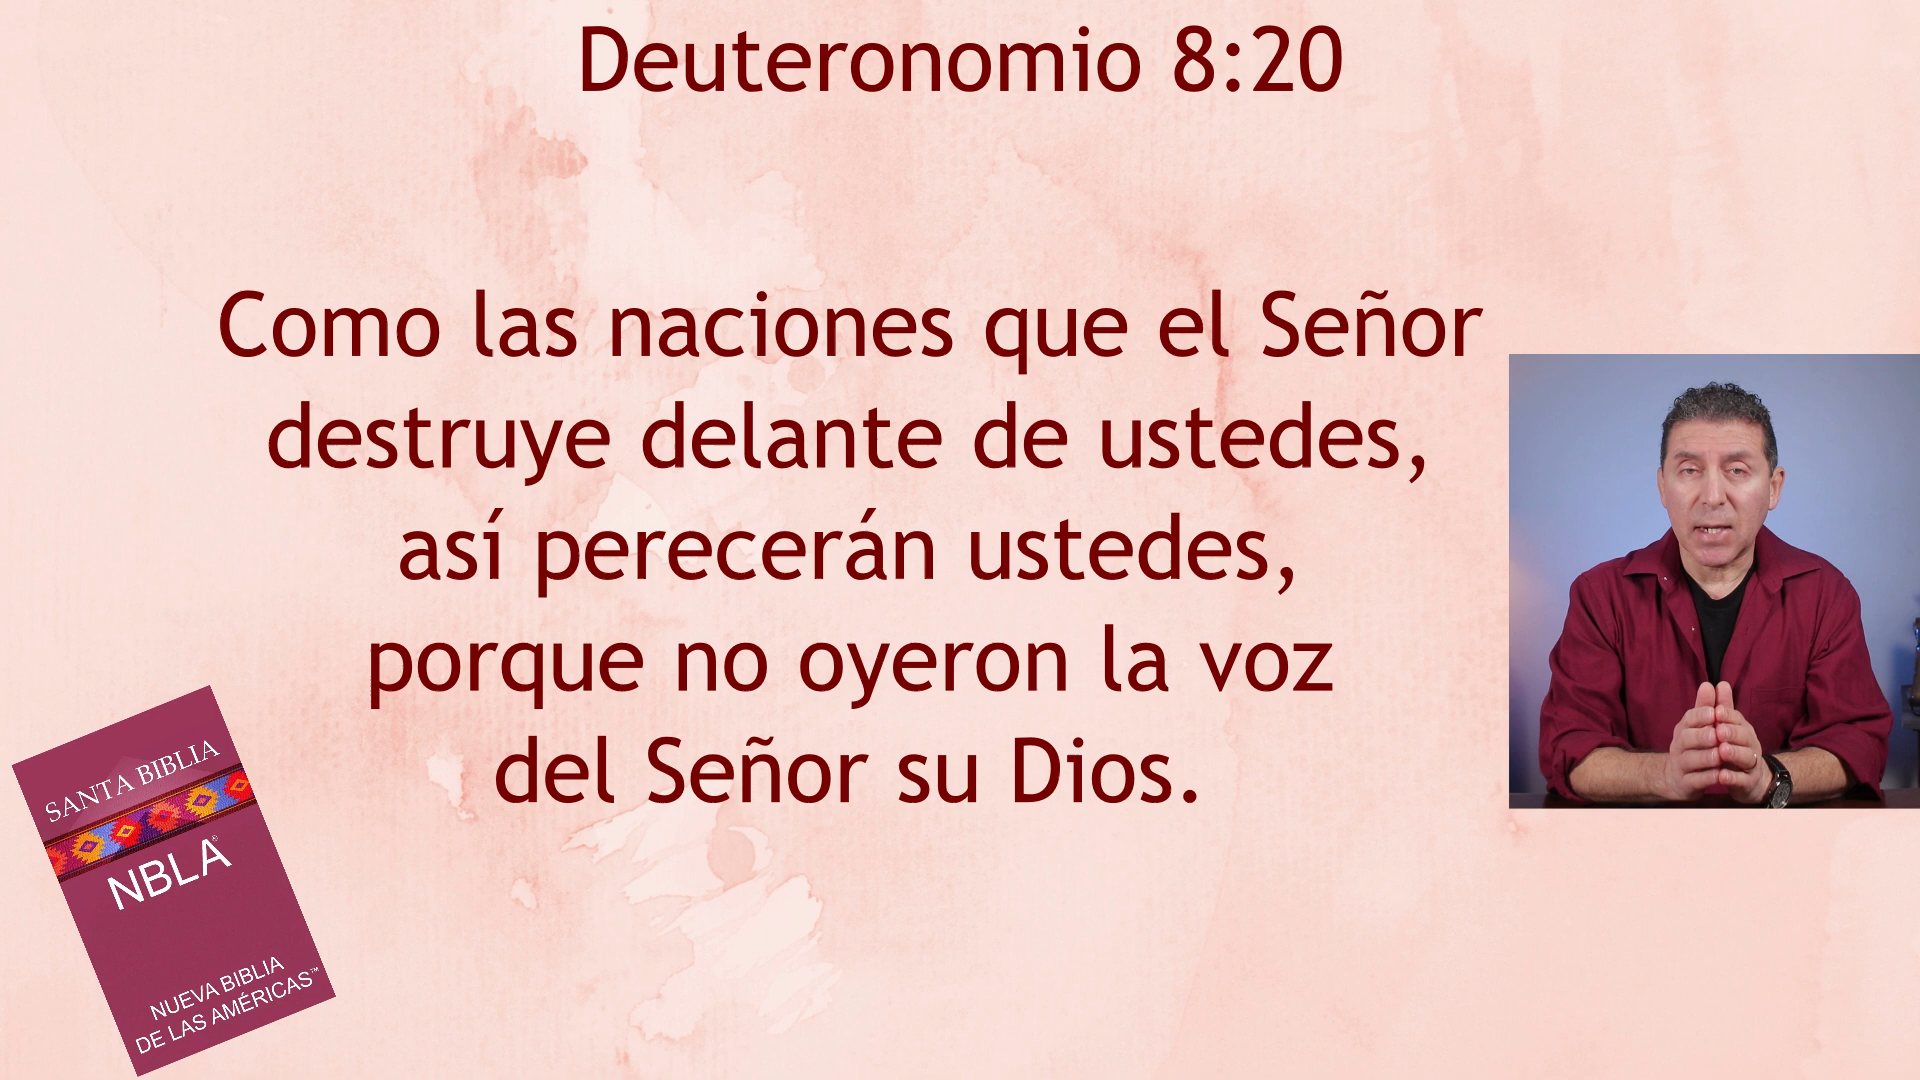 Deuteronomio 8:20
Como las naciones que el Señor
destruye delante de ustedes,
así perecerán ustedes,
porque no oyeron la voz
del Señor su Dios.
SANTA BIBLIA
NBLA®
NUEVA BIBLIA
DE LAS AMÉRICAS™